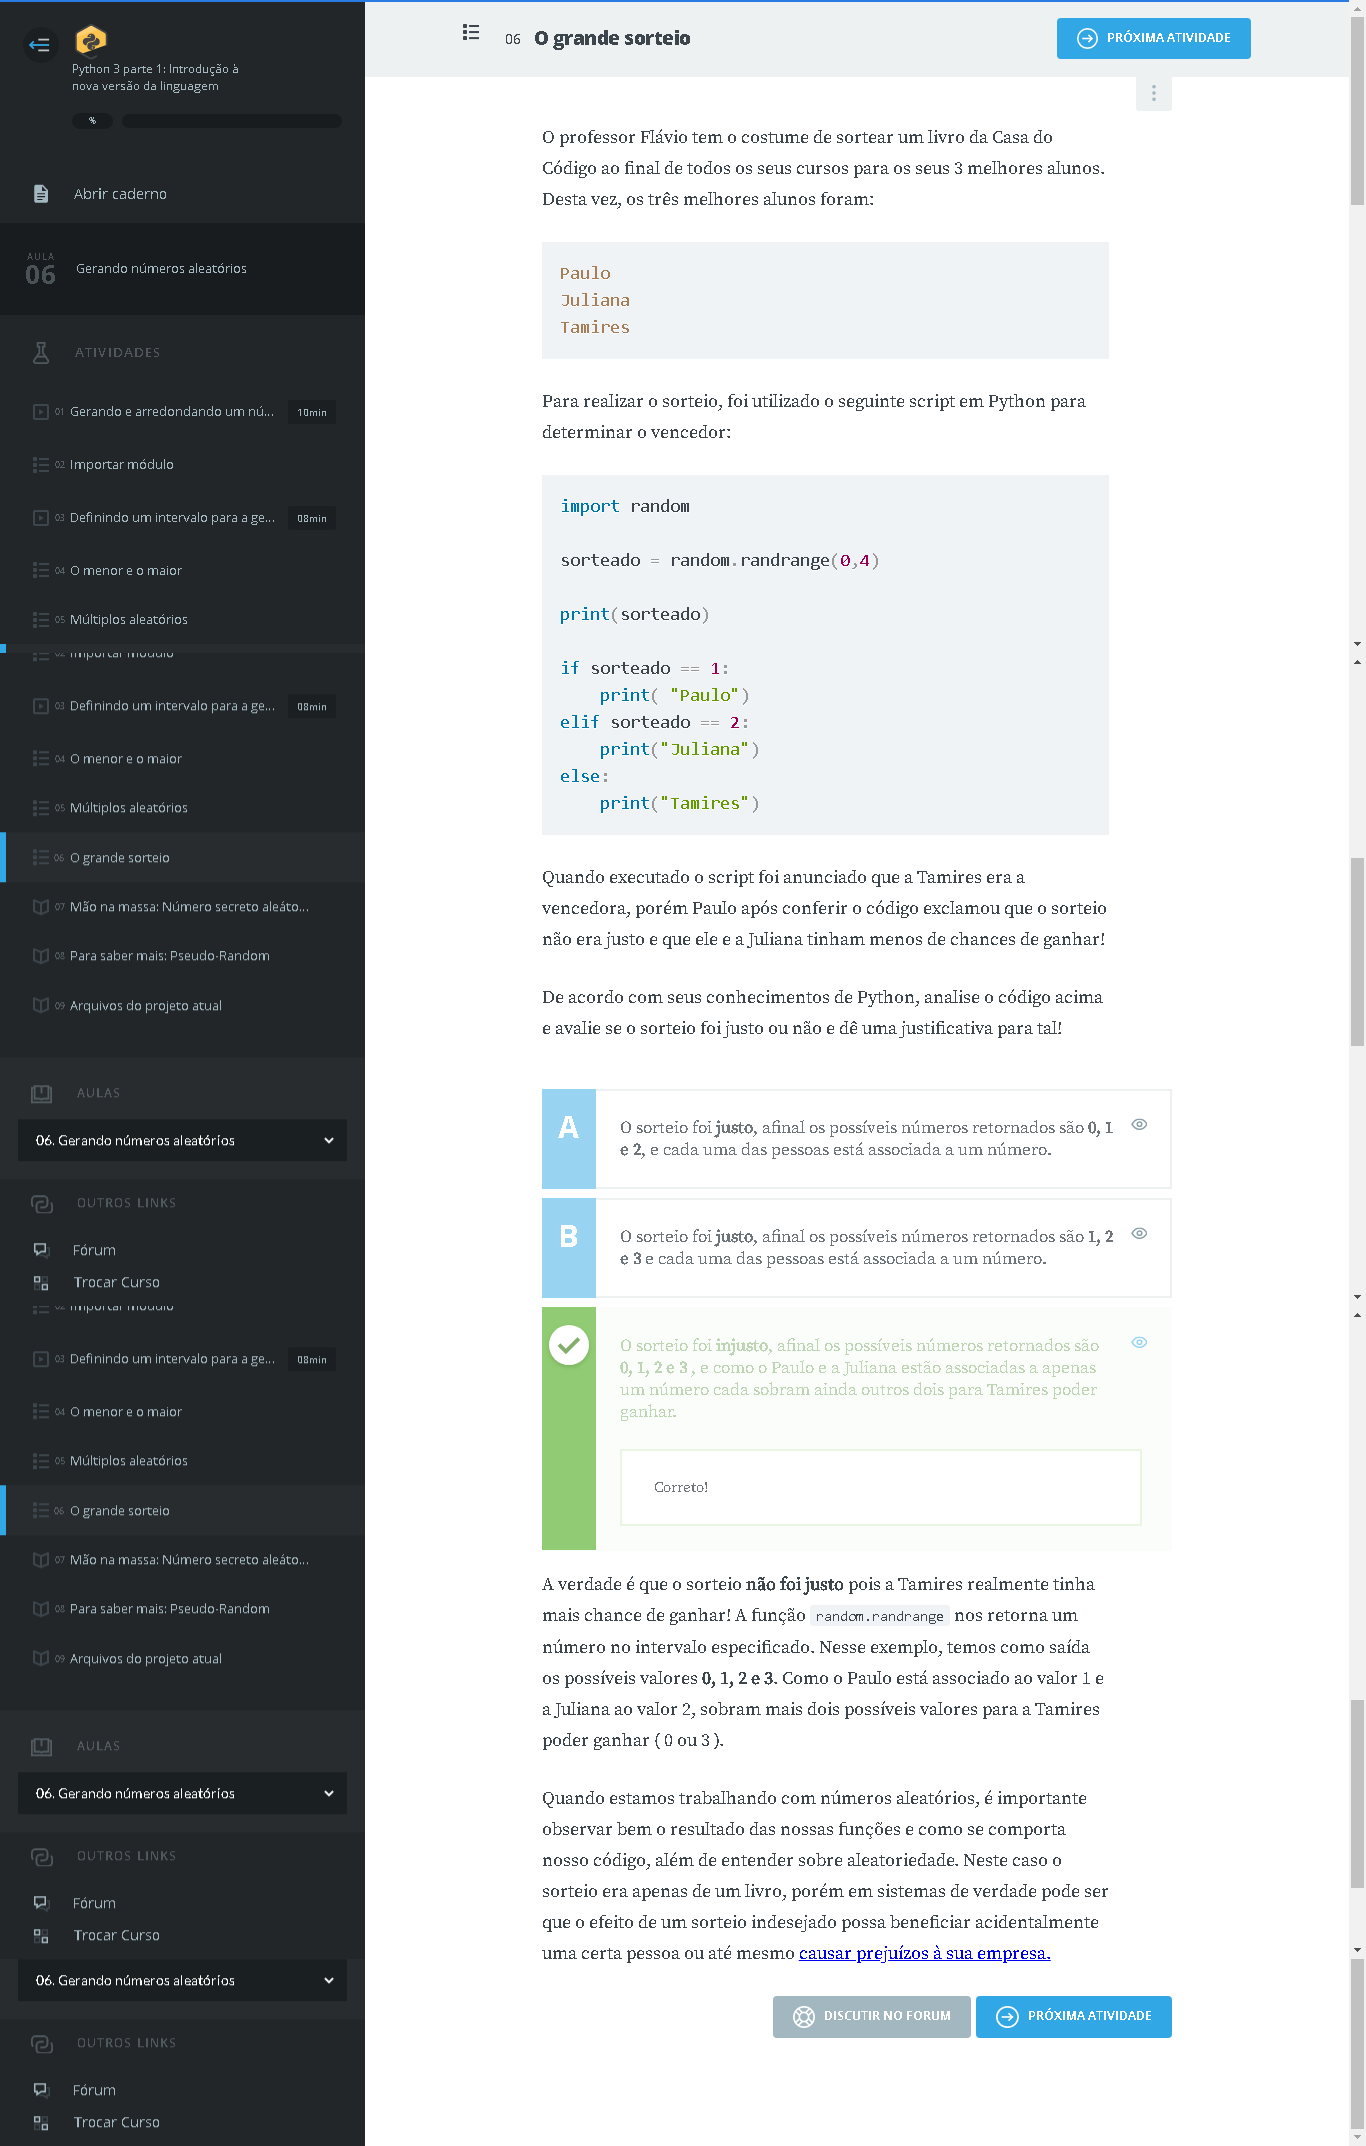 Python 3 parte 1: Introdução à
nova versão da linguagem
%
Abrir caderno
AULA
06
Gerando números aleatórios
ATIVIDADES
01 Gerando e arredondando um nú... 10min
02 Importar módulo
03 Definindo um intervalo para a ge... 08min
04 O menor e o maior
05 Múltiplos aleatórios
02 Importar módulo
03 Definindo um intervalo para a ge... 08min
04 O menor e o maior
05 Múltiplos aleatórios
06 O grande sorteio
07 Mão na massa: Número secreto aleáto...
08 Para saber mais: Pseudo-Random
09 Arquivos do projeto atual
AULAS
06. Gerando números aleatórios
OUTROS LINKS
Fórum
Trocar Curso
02 Importar módulo
03 Definindo um intervalo para a ge... 08min
04 O menor e o maior
05 Múltiplos aleatórios
06 O grande sorteio
07 Mão na massa: Número secreto aleáto...
08 Para saber mais: Pseudo-Random
09 Arquivos do projeto atual
AULAS
06. Gerando números aleatórios
OUTROS LINKS
Fórum
Trocar Curso
06. Gerando números aleatórios
OUTROS LINKS
Fórum
Trocar Curso
06 O grande sorteio
PRÓXIMA ATIVIDADE
O professor Flávio tem o costume de sortear um livro da Casa do
Código ao final de todos os seus cursos para os seus 3 melhores alunos.
Desta vez, os três melhores alunos foram:
Paulo
Juliana
Tamires
Para realizar o sorteio, foi utilizado o seguinte script em Python para
determinar o vencedor:
import random
sorteado = random.randrange(0,4)
print(sorteado)
if sorteado == 1:
    print( "Paulo")
elif sorteado == 2:
    print("Juliana")
else:
    print("Tamires")
Quando executado o script foi anunciado que a Tamires era a
vencedora, porém Paulo após conferir o código exclamou que o sorteio
não era justo e que ele e a Juliana tinham menos de chances de ganhar!
De acordo com seus conhecimentos de Python, analise o código acima
e avalie se o sorteio foi justo ou não e dê uma justificativa para tal!
A
O sorteio foi justo, afinal os possíveis números retornados são 0, 1
e 2, e cada uma das pessoas está associada a um número.
B
O sorteio foi justo, afinal os possíveis números retornados são 1, 2
e 3 e cada uma das pessoas está associada a um número.
O sorteio foi injusto, afinal os possíveis números retornados são
0, 1, 2 e 3 , e como o Paulo e a Juliana estão associadas a apenas
um número cada sobram ainda outros dois para Tamires poder
ganhar.
Correto!
A verdade é que o sorteio não foi justo pois a Tamires realmente tinha
mais chance de ganhar! A função random.randrange nos retorna um
número no intervalo especificado. Nesse exemplo, temos como saída
os possíveis valores 0, 1, 2 e 3. Como o Paulo está associado ao valor 1 e
a Juliana ao valor 2, sobram mais dois possíveis valores para a Tamires
poder ganhar ( 0 ou 3 ).
Quando estamos trabalhando com números aleatórios, é importante
observar bem o resultado das nossas funções e como se comporta
nosso código, além de entender sobre aleatoriedade. Neste caso o
sorteio era apenas de um livro, porém em sistemas de verdade pode ser
que o efeito de um sorteio indesejado possa beneficiar acidentalmente
uma certa pessoa ou até mesmo causar prejuízos à sua empresa.
DISCUTIR NO FORUM
PRÓXIMA ATIVIDADE